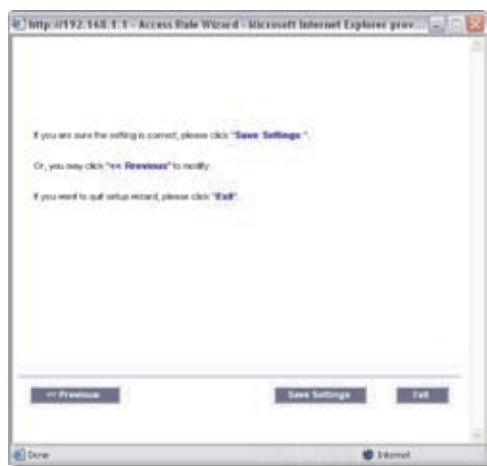 http://192.168.1.1 - Access Rule Wizard - Microsoft Internet Explorer prov...
If you are sure the setting is correct, please click "Save Settings ".
Or, you may click "<< Previous" to modify.
If you want to quit setup wizard, please click "Exit".
<< Previous
Save Settings
Exit
Done
Internet